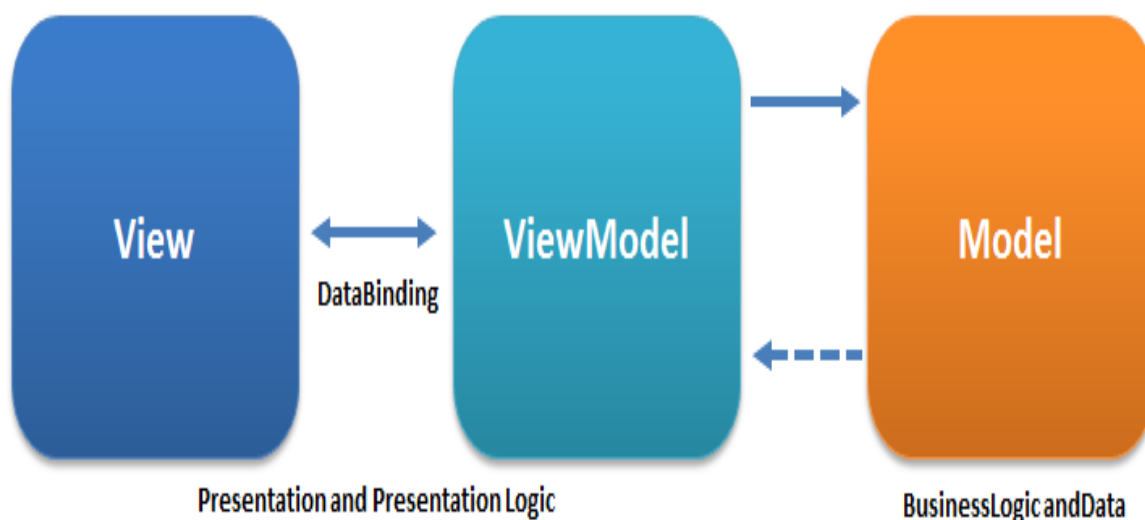 View
ViewModel
Model
DataBinding
Presentation and Presentation Logic
BusinessLogic andData